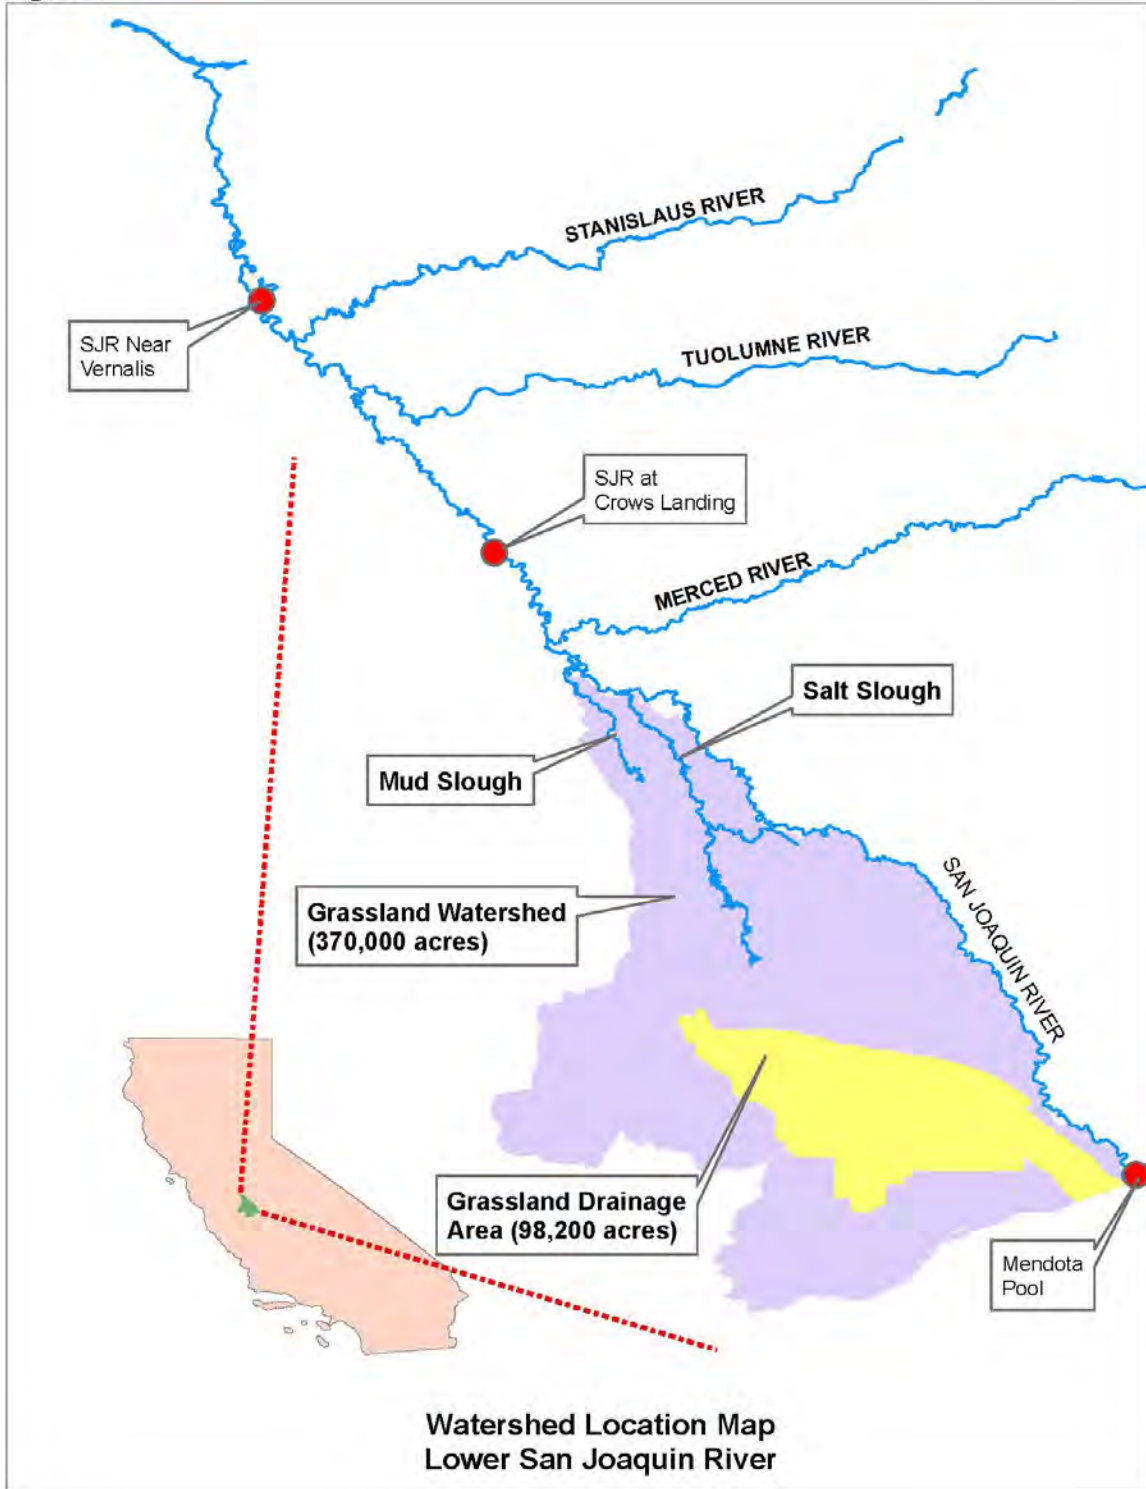 STANISLAUS RIVER
SJR Near
Vernalis
TUOLUMNE RIVER
SJR at
Crows Landing
MERCED RIVER
Salt Slough
Mud Slough
Grassland Watershed
(370,000 acres)
SAN JOAQUIN RIVER
Grassland Drainage
Area (98,200 acres)
Mendota
Pool
Watershed Location Map
Lower San Joaquin River